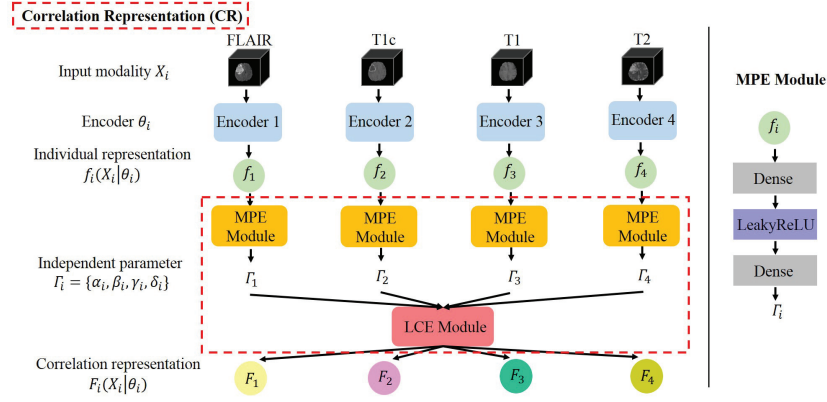 Correlation Representation (CR)
FLAIR T1c T1 T2
Input modality X_i
Encoder θ_i
Encoder 1 Encoder 2 Encoder 3 Encoder 4
Individual representation
f_i(X_i|θ_i)
f_1 f_2 f_3 f_4
MPE Module MPE Module MPE Module MPE Module
Independent parameter
Γ_i = {α_i, β_i, γ_i, δ_i}
Γ_1 Γ_2 Γ_3 Γ_4
LCE Module
Correlation representation
F_i(X_i|θ_i)
F_1 F_2 F_3 F_4
MPE Module
f_i
Dense
LeakyReLU
Dense
Γ_i